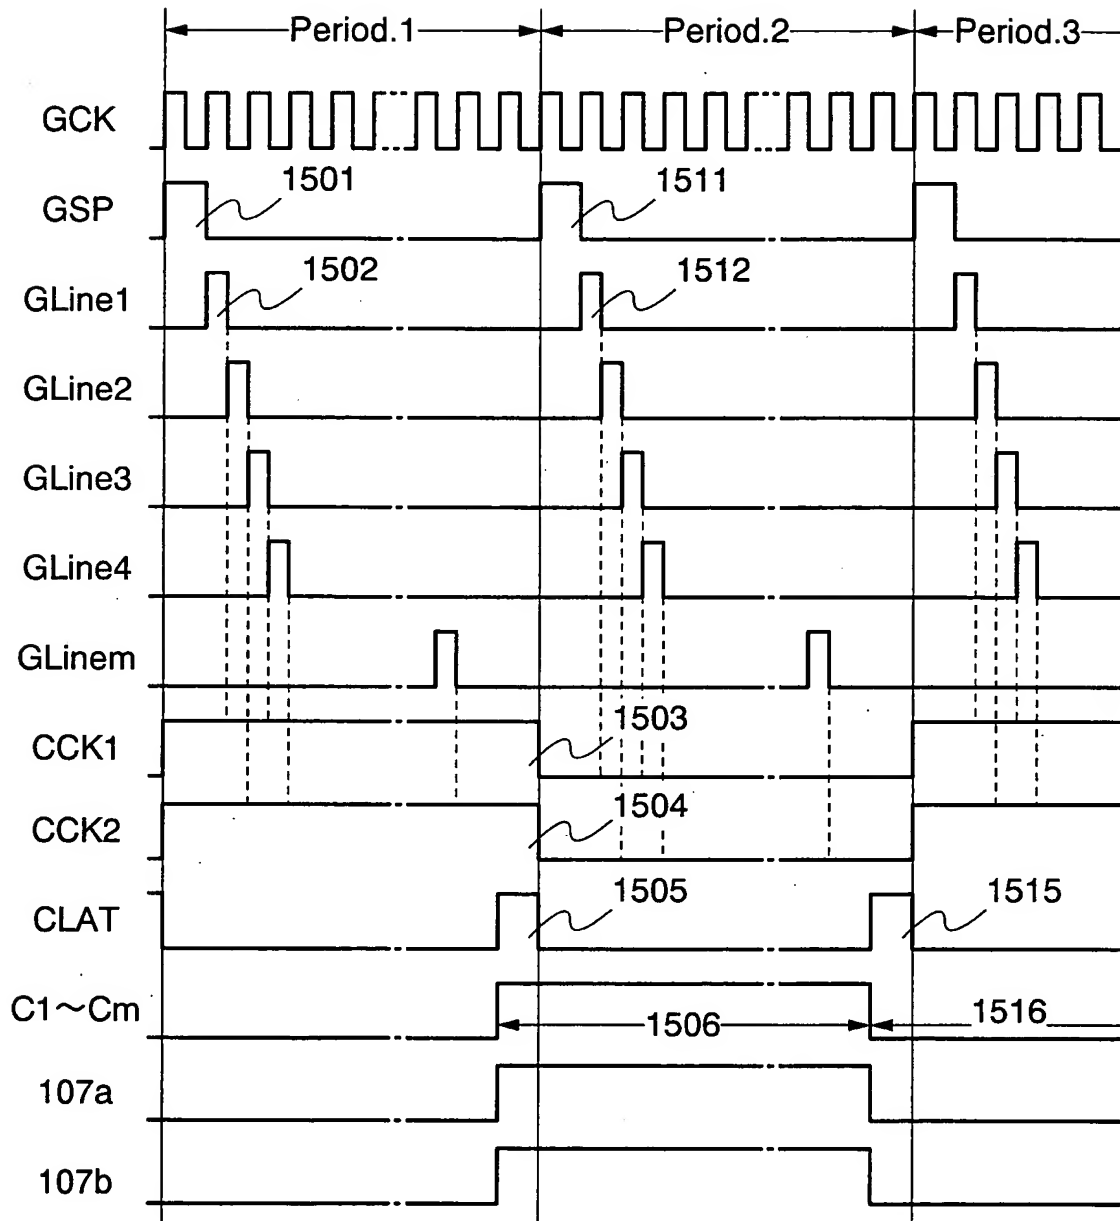 Period.1 Period.2 Period.3
GCK
GSP 1501 1511
GLine1 1502 1512
GLine2
GLine3
GLine4
GLinem
CCK1 1503
CCK2 1504
CLAT 1505 1515
C1～Cm 1506 1516
107a
107b